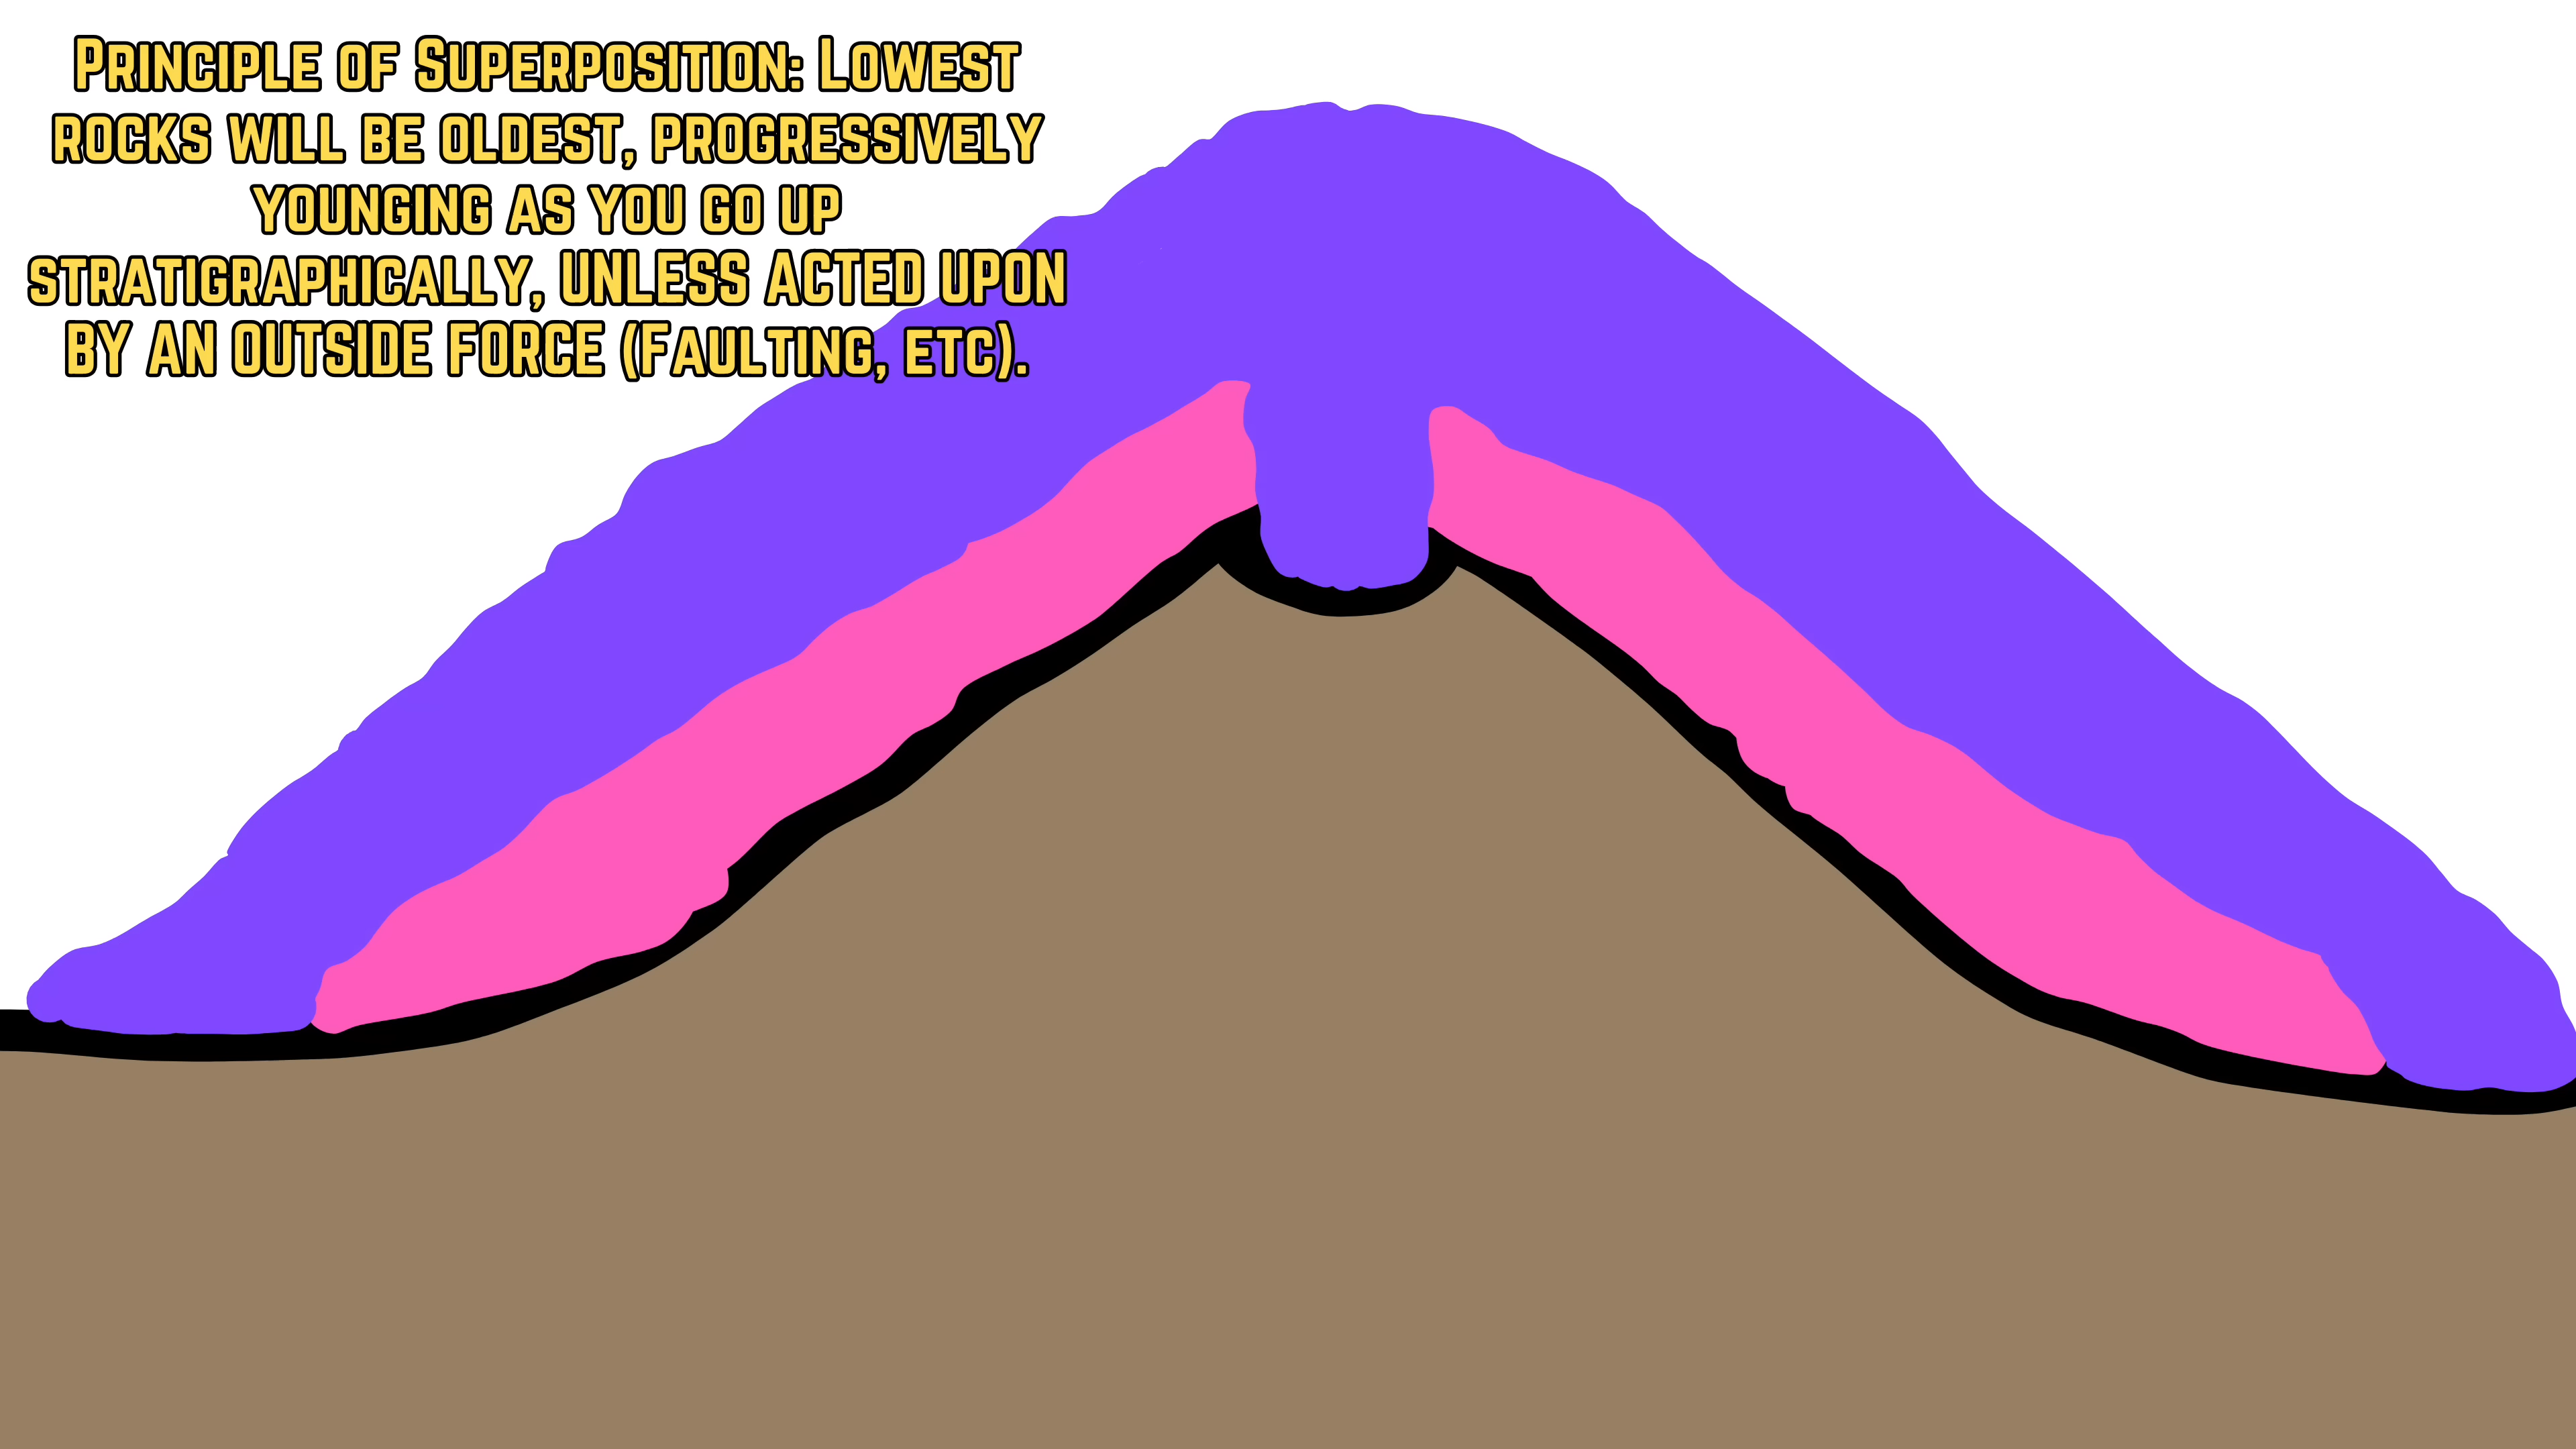 Principle of Superposition: Lowest
rocks will be oldest, progressively
younging as you go up
stratigraphically, UNLESS ACTED UPON
BY AN OUTSIDE FORCE (Faulting, etc).